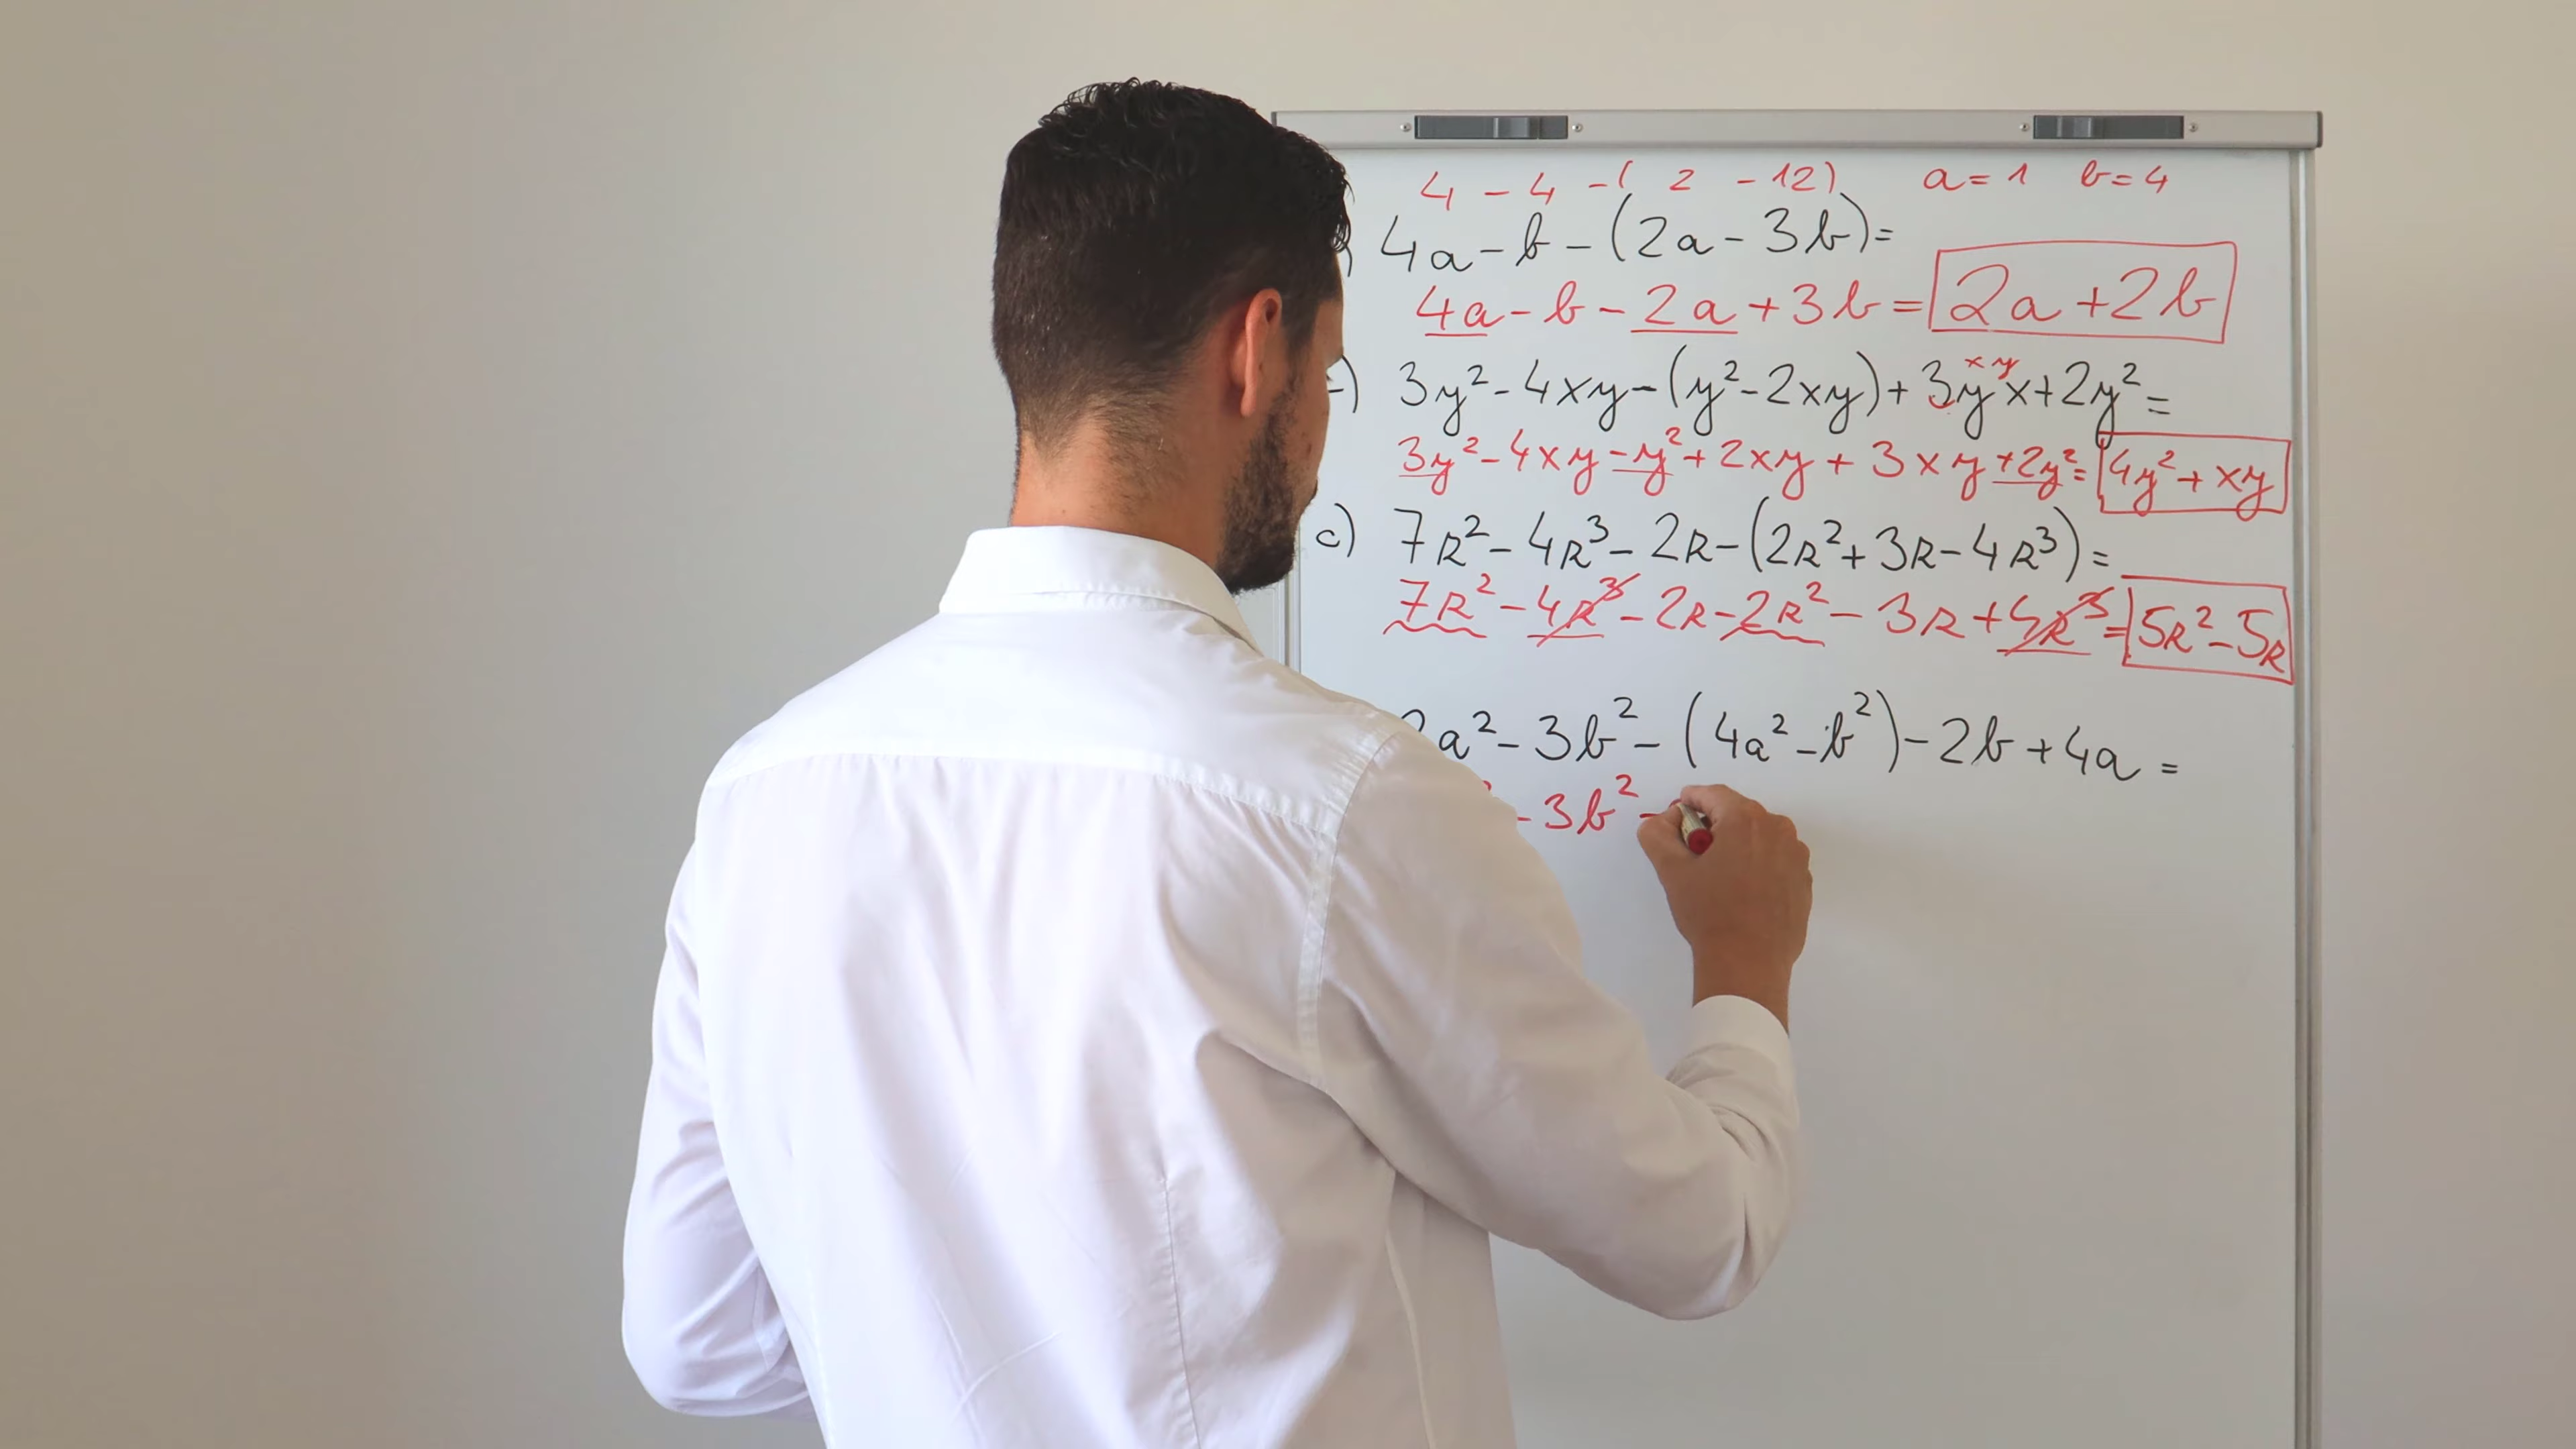 4 - 4 - ( 2 - 12) a = 1 b = 4
4a - b - (2a - 3b) =
4a - b - 2a + 3b = 2a + 2b
xy
) 3y² - 4xy - (y² - 2xy) + 3yx + 2y² =
3y² - 4xy - y² + 2xy + 3xy + 2y² = 4y² + xy
c) 7R² - 4R³ - 2R - (2R² + 3R - 4R³) =
7R² - 4R³ - 2R - 2R² - 3R + 4R³ = 5R² - 5R
a² - 3b² - (4a² - b²) - 2b + 4a =
- 3b² -